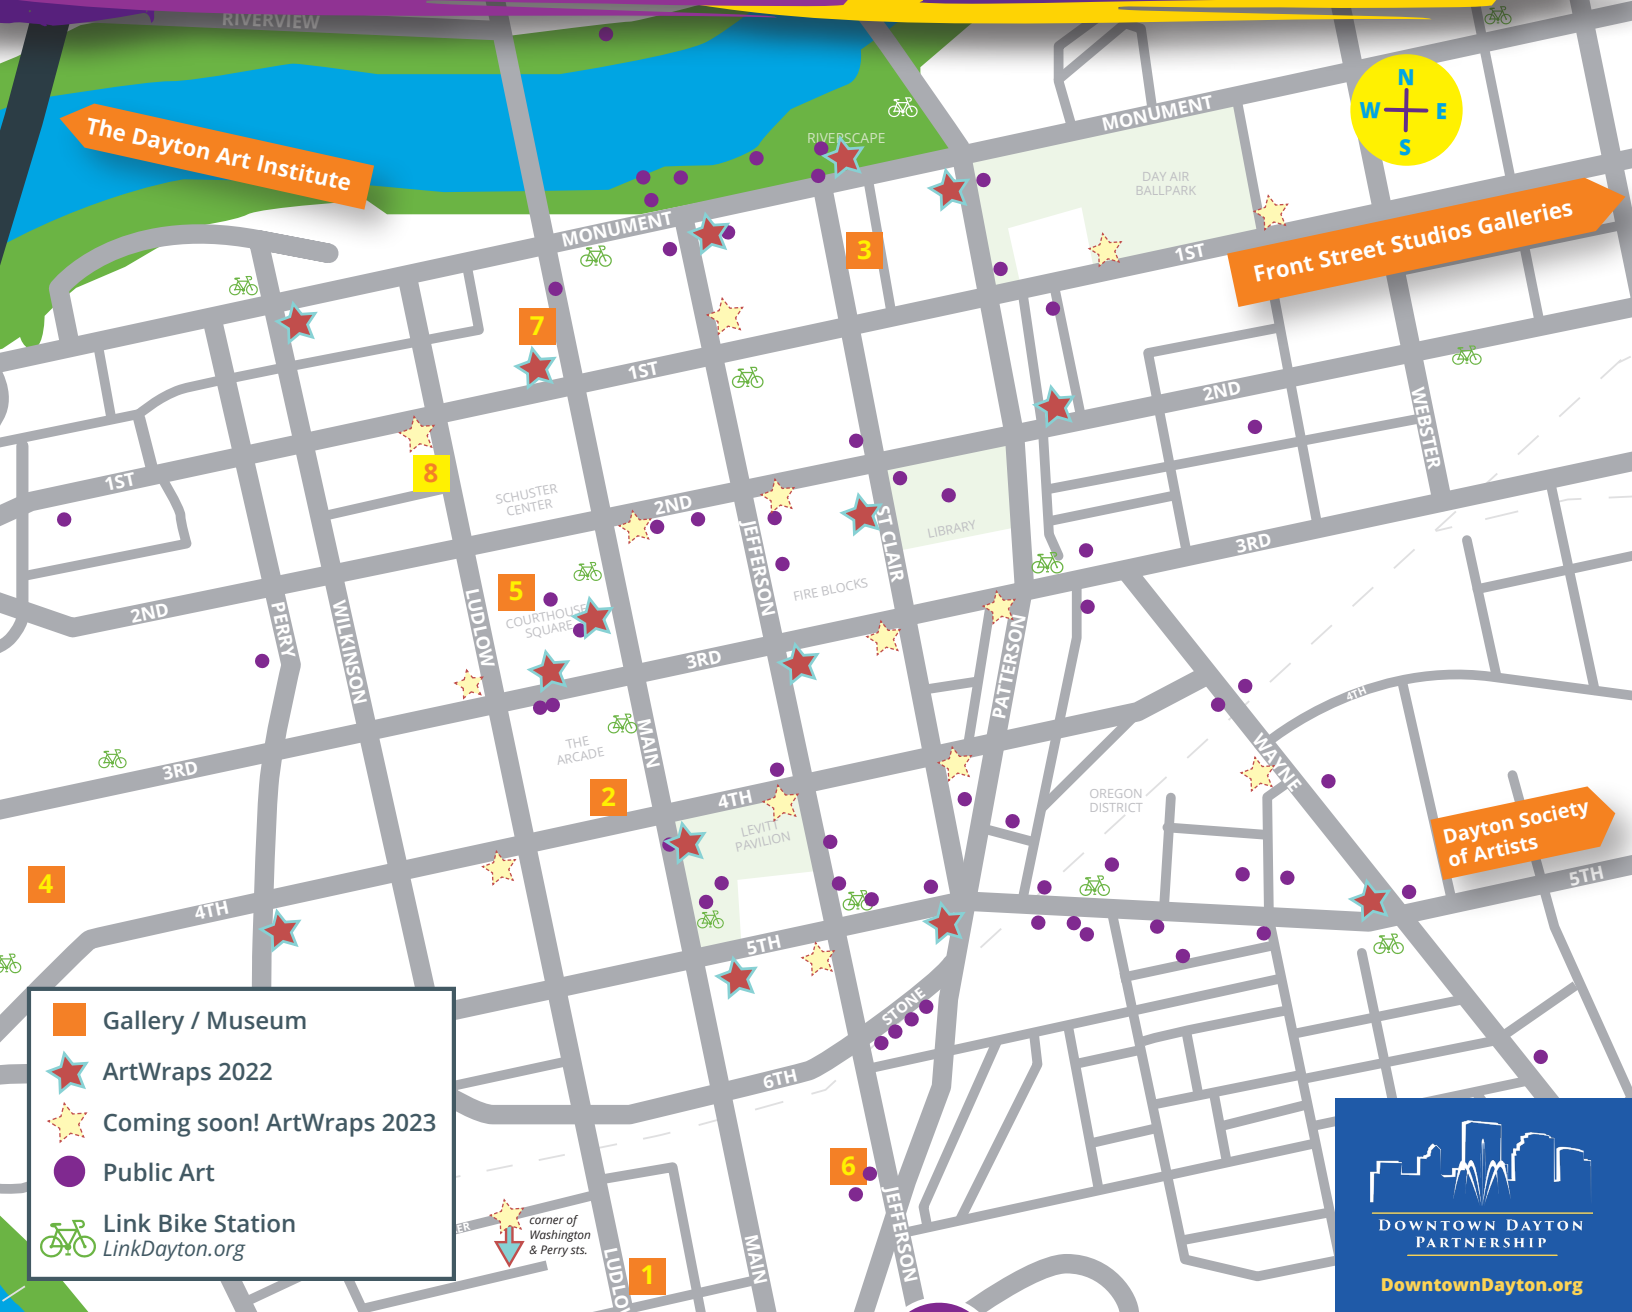 RIVERVIEW
The Dayton Art Institute
RIVERSCAPE
MONUMENT
N
W E
S
DAY AIR
BALLPARK
MONUMENT
3
1ST
Front Street Studios Galleries
7
1ST
2ND
WEBSTER
8
1ST
SCHUSTER
CENTER
2ND
JEFFERSON
ST CLAIR
LIBRARY
3RD
5
COURTHOUSE
SQUARE
FIRE BLOCKS
2ND
PERRY
WILKINSON
LUDLOW
3RD
PATTERSON
4TH
MAIN
THE
ARCADE
WAYNE
3RD
2
4TH
OREGON
DISTRICT
LEVITT
PAVILION
Dayton Society
of Artists
5TH
4
4TH
5TH
STONE
6TH
Gallery / Museum
ArtWraps 2022
Coming soon! ArtWraps 2023
Public Art
Link Bike Station
LinkDayton.org
ER
corner of
Washington
& Perry sts.
6
JEFFERSON
MAIN
LUDLO
1
DOWNTOWN DAYTON
PARTNERSHIP
DowntownDayton.org